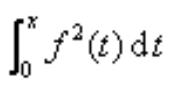 ∫₀ˣ f²(t) dt